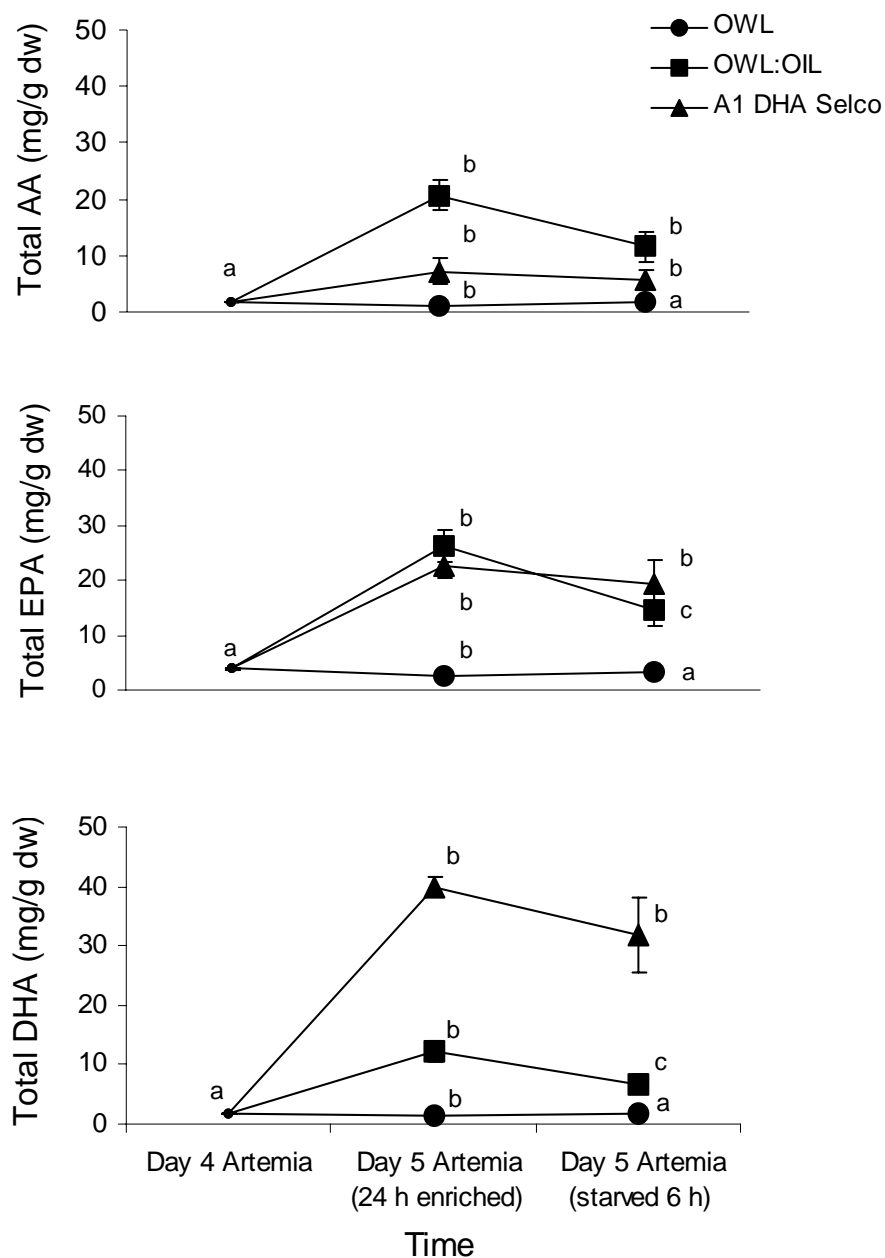 OWL
OWL:OIL
A1 DHA Selco
Total AA (mg/g dw)
50
40
30
20
10
0
a
b
b
b
b
b
a
Total EPA (mg/g dw)
50
40
30
20
10
0
a
b
b
b
b
c
a
Total DHA (mg/g dw)
50
40
30
20
10
0
a
b
b
b
b
c
a
Day 4 Artemia
Day 5 Artemia
(24 h enriched)
Day 5 Artemia
(starved 6 h)
Time